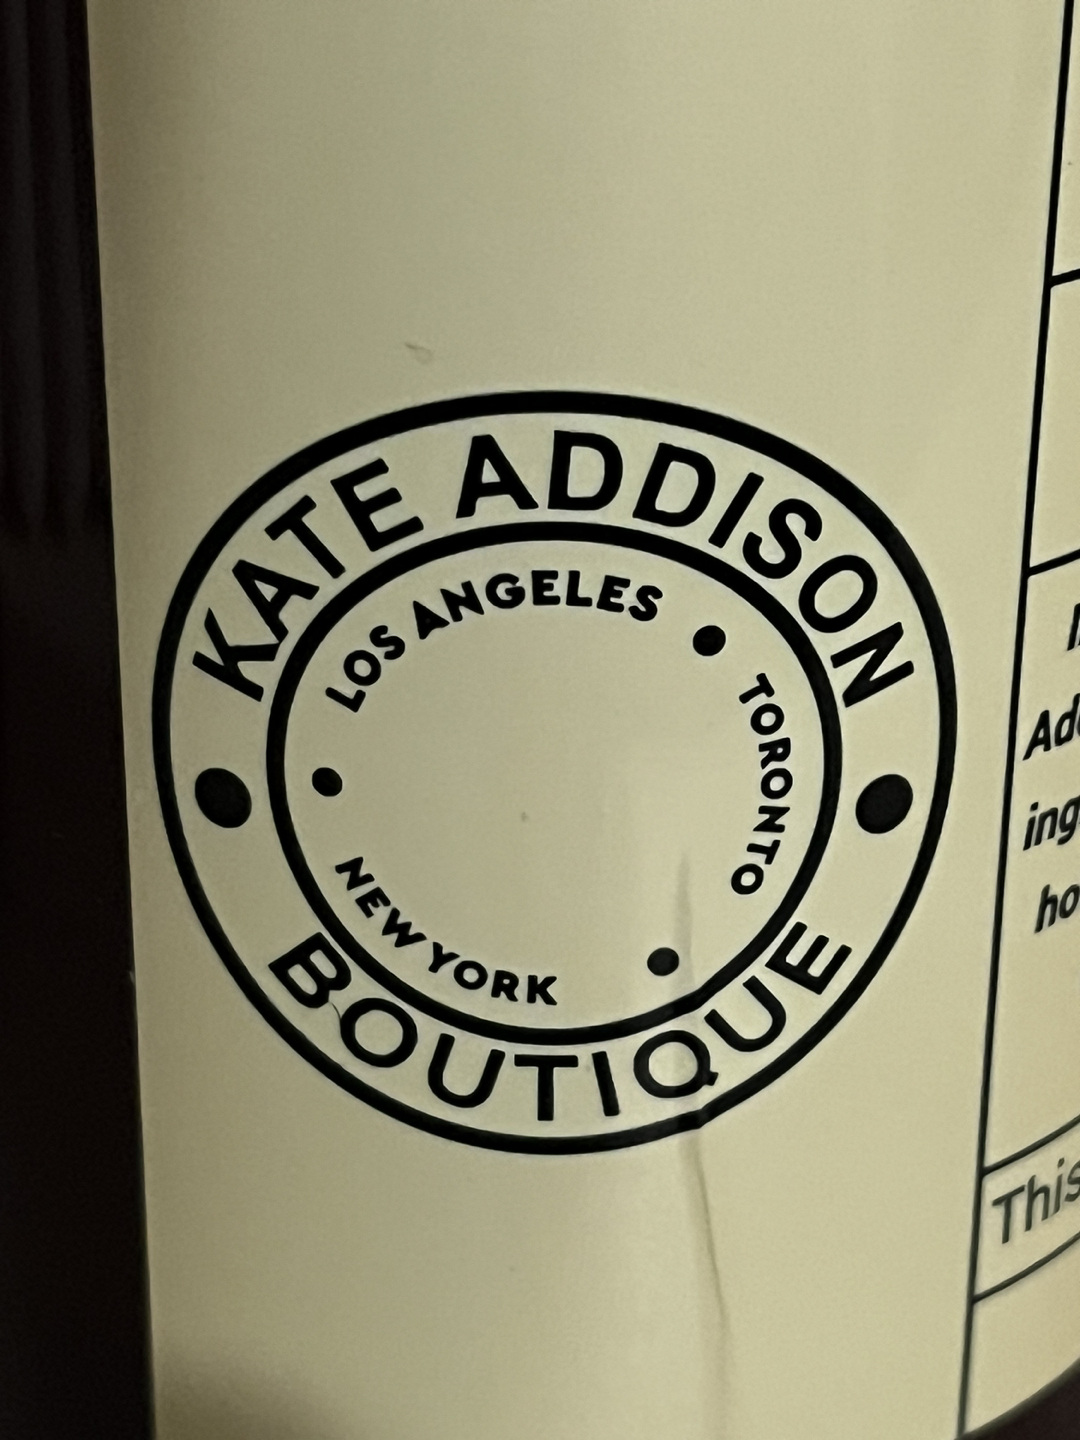 KATE ADDISON
BOUTIQUE
LOS ANGELES
TORONTO
NEW YORK
This